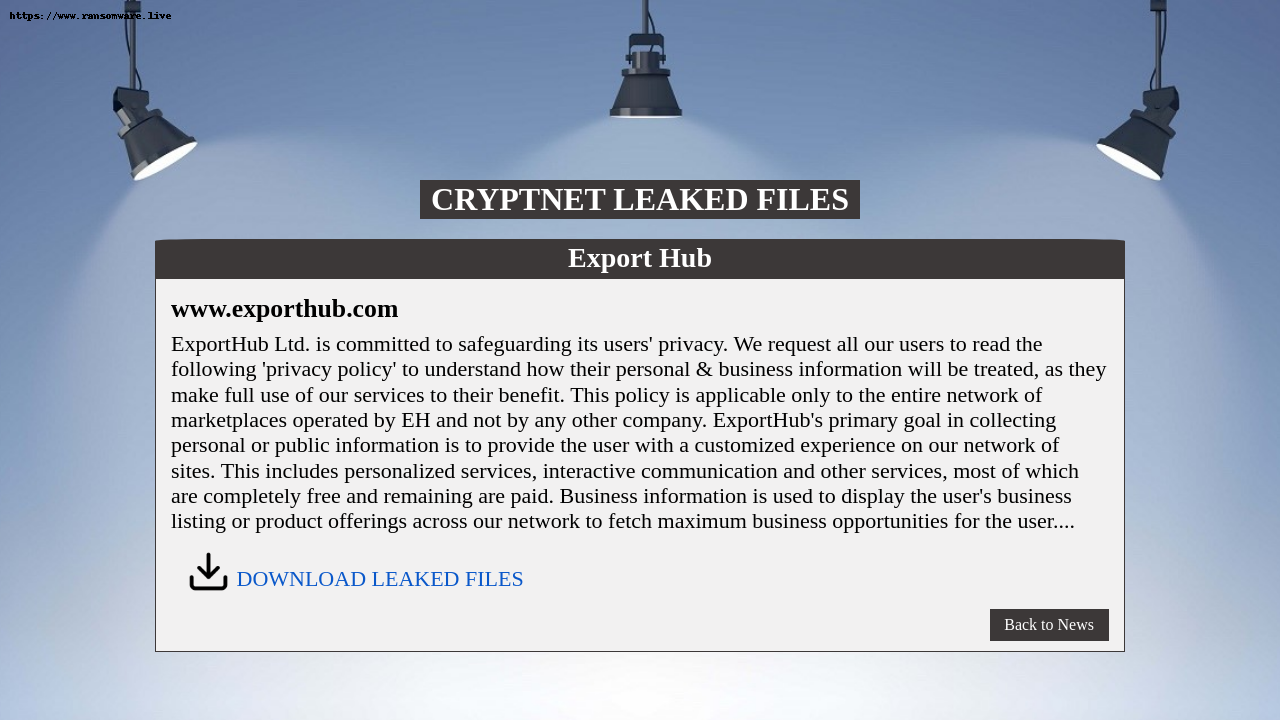 https://www.ransomware.live
CRYPTNET LEAKED FILES
Export Hub
www.exporthub.com
ExportHub Ltd. is committed to safeguarding its users' privacy. We request all our users to read the
following 'privacy policy' to understand how their personal & business information will be treated, as they
make full use of our services to their benefit. This policy is applicable only to the entire network of
marketplaces operated by EH and not by any other company. ExportHub's primary goal in collecting
personal or public information is to provide the user with a customized experience on our network of
sites. This includes personalized services, interactive communication and other services, most of which
are completely free and remaining are paid. Business information is used to display the user's business
listing or product offerings across our network to fetch maximum business opportunities for the user....
DOWNLOAD LEAKED FILES
Back to News